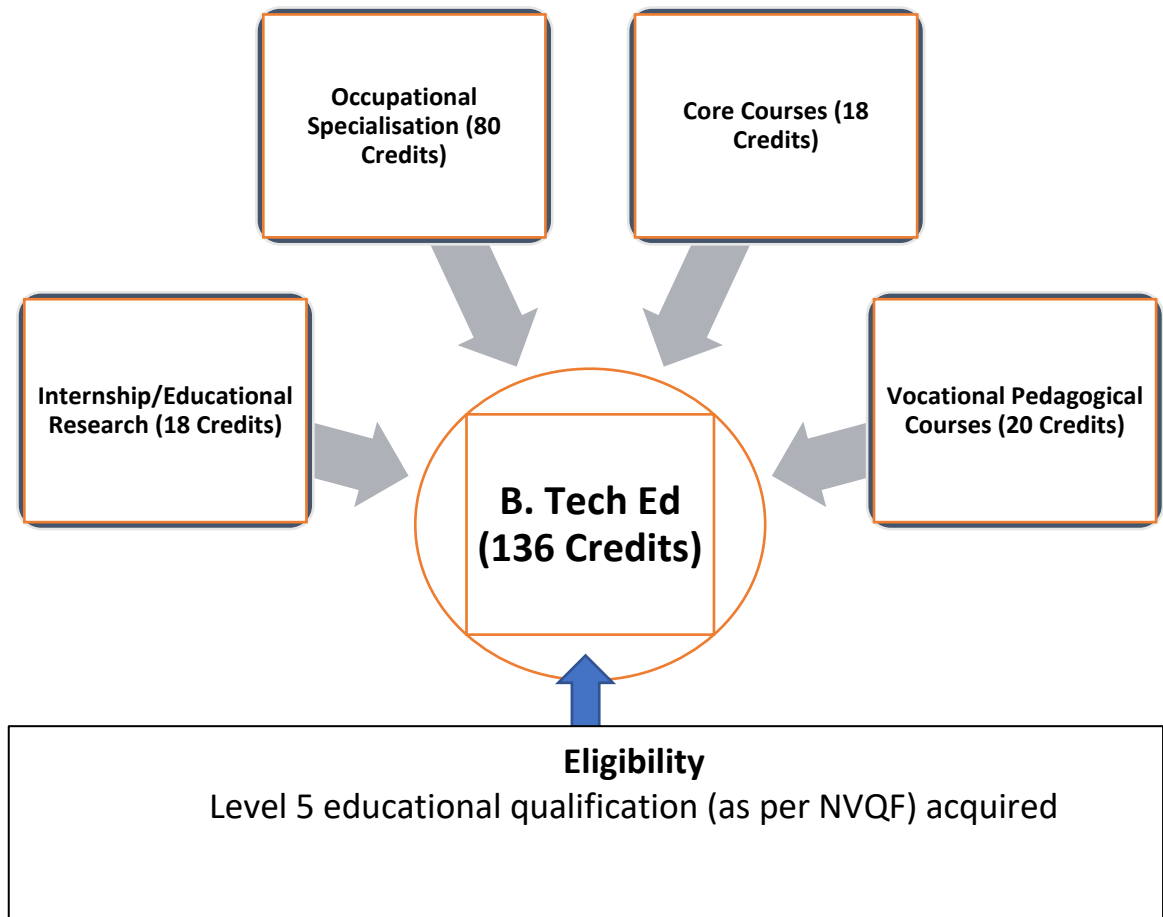 Occupational
Specialisation (80
Credits)
Core Courses (18
Credits)
Internship/Educational
Research (18 Credits)
Vocational Pedagogical
Courses (20 Credits)
B. Tech Ed
(136 Credits)
Eligibility
Level 5 educational qualification (as per NVQF) acquired